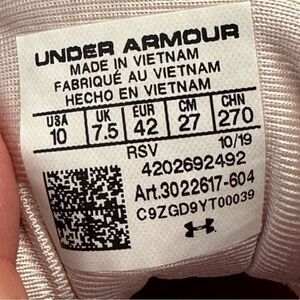 UNDER ARMOUR
MADE IN VIETNAM
FABRIQUÉ AU VIETNAM
HECHO EN VIETNAM
USA UK EUR CM CHN
10 7.5 42 27 270
RSV 10/19
4202692492
Art.3022617-604
C9ZGD9YT00039